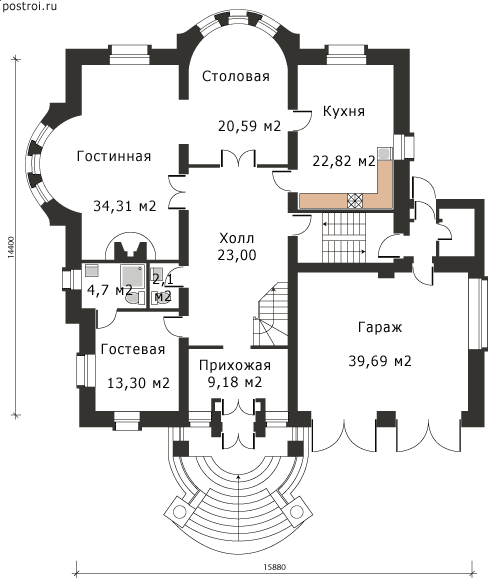 postroi.ru
Столовая
20,59 м2
Кухня
22,82 м2
Гостинная
34,31 м2
Холл
23,00
4,7 м2
2,1
м2
Гостевая
13,30 м2
Прихожая
9,18 м2
Гараж
39,69 м2
14400
15880